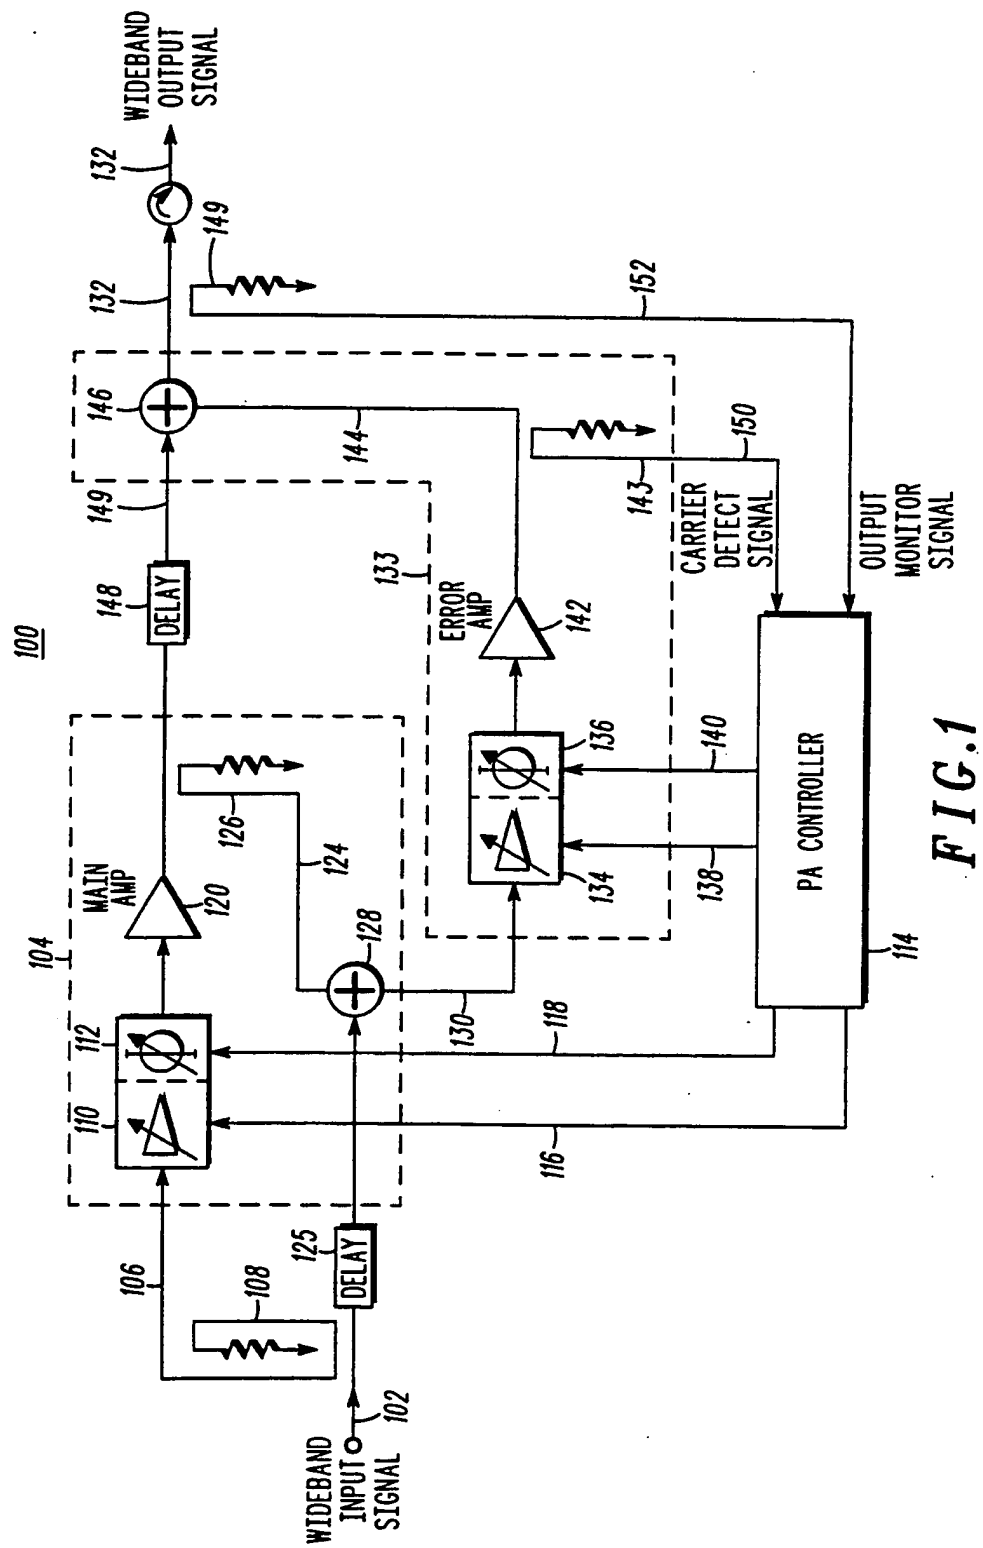 100
WIDEBAND
INPUT
SIGNAL
102
106
108
DELAY
125
104
110
112
MAIN
AMP
120
126
124
128
130
116
118
DELAY
148
149
146
144
133
134
136
ERROR
AMP
142
143
138
140
PA CONTROLLER
114
CARRIER
DETECT
SIGNAL
150
OUTPUT
MONITOR
SIGNAL
152
149
132
132
WIDEBAND
OUTPUT
SIGNAL
FIG.1